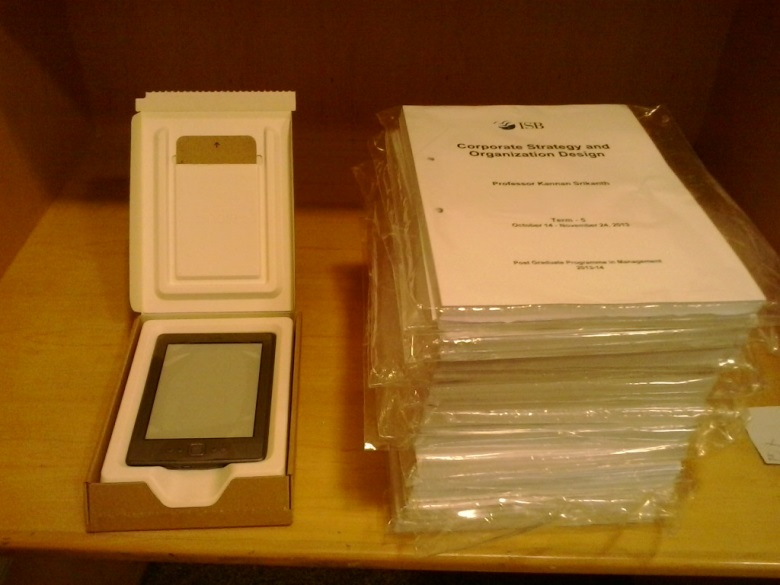 ISB
Corporate Strategy and
Organization Design
Professor Kannan Srikanth
Term - 5
October 14 - November 24, 2013
Post Graduate Programme in Management
2013-14